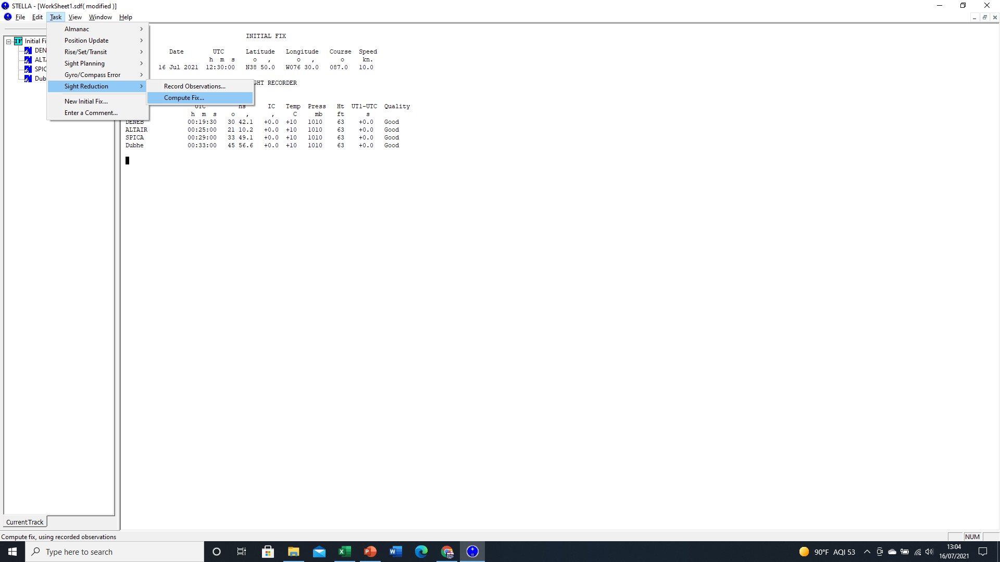 STELLA - [WorkSheet1.sdf( modified )]
File Edit Task View Window Help
Almanac
Position Update
Rise/Set/Transit
Sight Planning
Gyro/Compass Error
Sight Reduction
New Initial Fix...
Enter a Comment...
Record Observations...
Compute Fix...
IF Initial Fi
DEN
ALTA
SPIC
Dub
INITIAL FIX
Date UTC Latitude Longitude Course Speed
h m s o , o , o kn.
16 Jul 2021 12:30:00 N38 50.0 W076 30.0 087.0 10.0
GHT RECORDER
UTC hs IC Temp Press Ht UT1-UTC Quality
h m s o , , C mb ft s
DENEB 00:19:30 30 42.1 +0.0 +10 1010 63 +0.0 Good
ALTAIR 00:25:00 21 10.2 +0.0 +10 1010 63 +0.0 Good
SPICA 00:29:00 33 49.1 +0.0 +10 1010 63 +0.0 Good
Dubhe 00:33:00 45 56.6 +0.0 +10 1010 63 +0.0 Good
CurrentTrack
Compute fix, using recorded observations
NUM
Type here to search
90°F AQI 53
13:04
16/07/2021